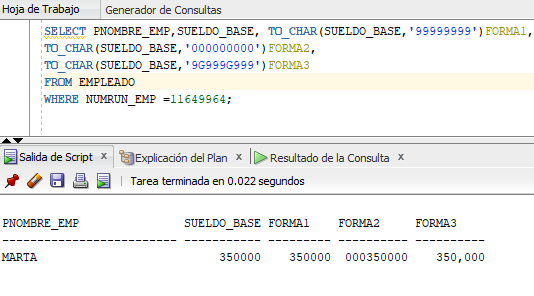 Hoja de Trabajo Generador de Consultas
SELECT PNOMBRE_EMP,SUELDO_BASE, TO_CHAR(SUELDO_BASE,'99999999')FORMA1,
TO_CHAR(SUELDO_BASE,'000000000')FORMA2,
TO_CHAR(SUELDO_BASE,'9G999G999')FORMA3
FROM EMPLEADO
WHERE NUMRUN_EMP =11649964;
Salida de Script x Explicación del Plan x Resultado de la Consulta x
Tarea terminada en 0.022 segundos
PNOMBRE_EMP SUELDO_BASE FORMA1 FORMA2 FORMA3
------------------------- ----------- --------- ---------- ----------
MARTA 350000 350000 000350000 350,000